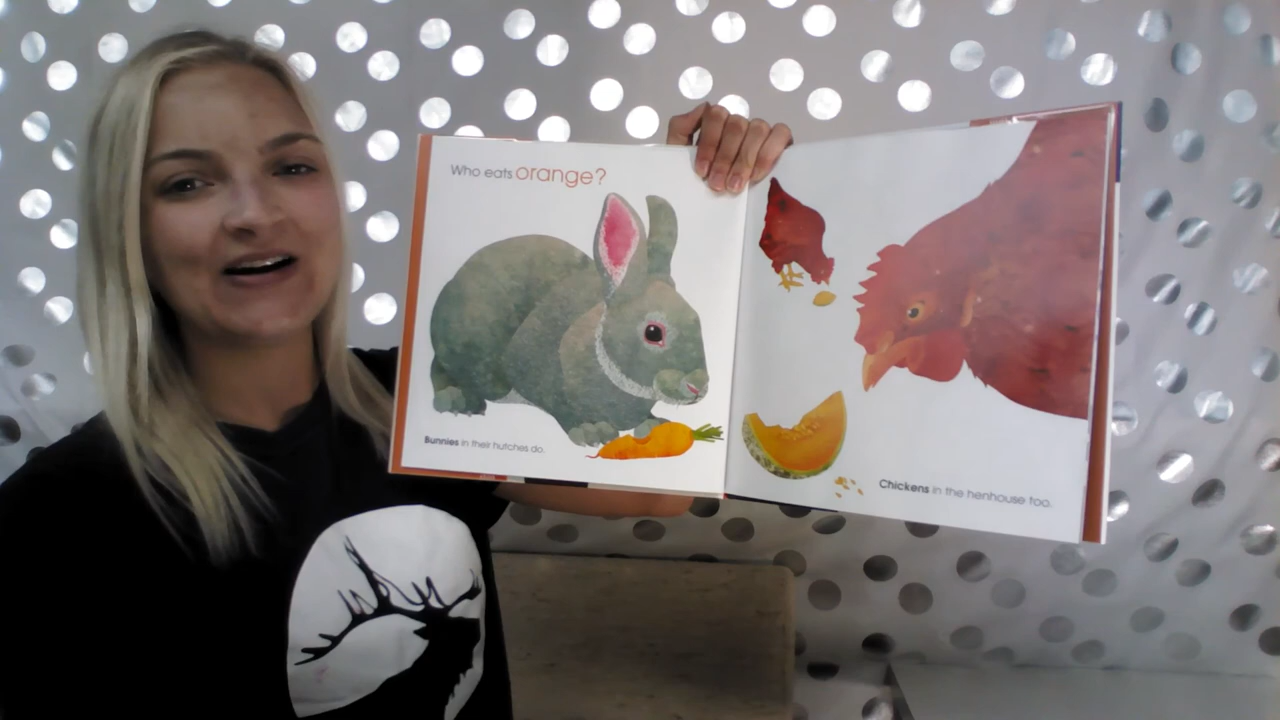 Who eats orange?
Bunnies in their hutches do.
Chickens in the henhouse too.